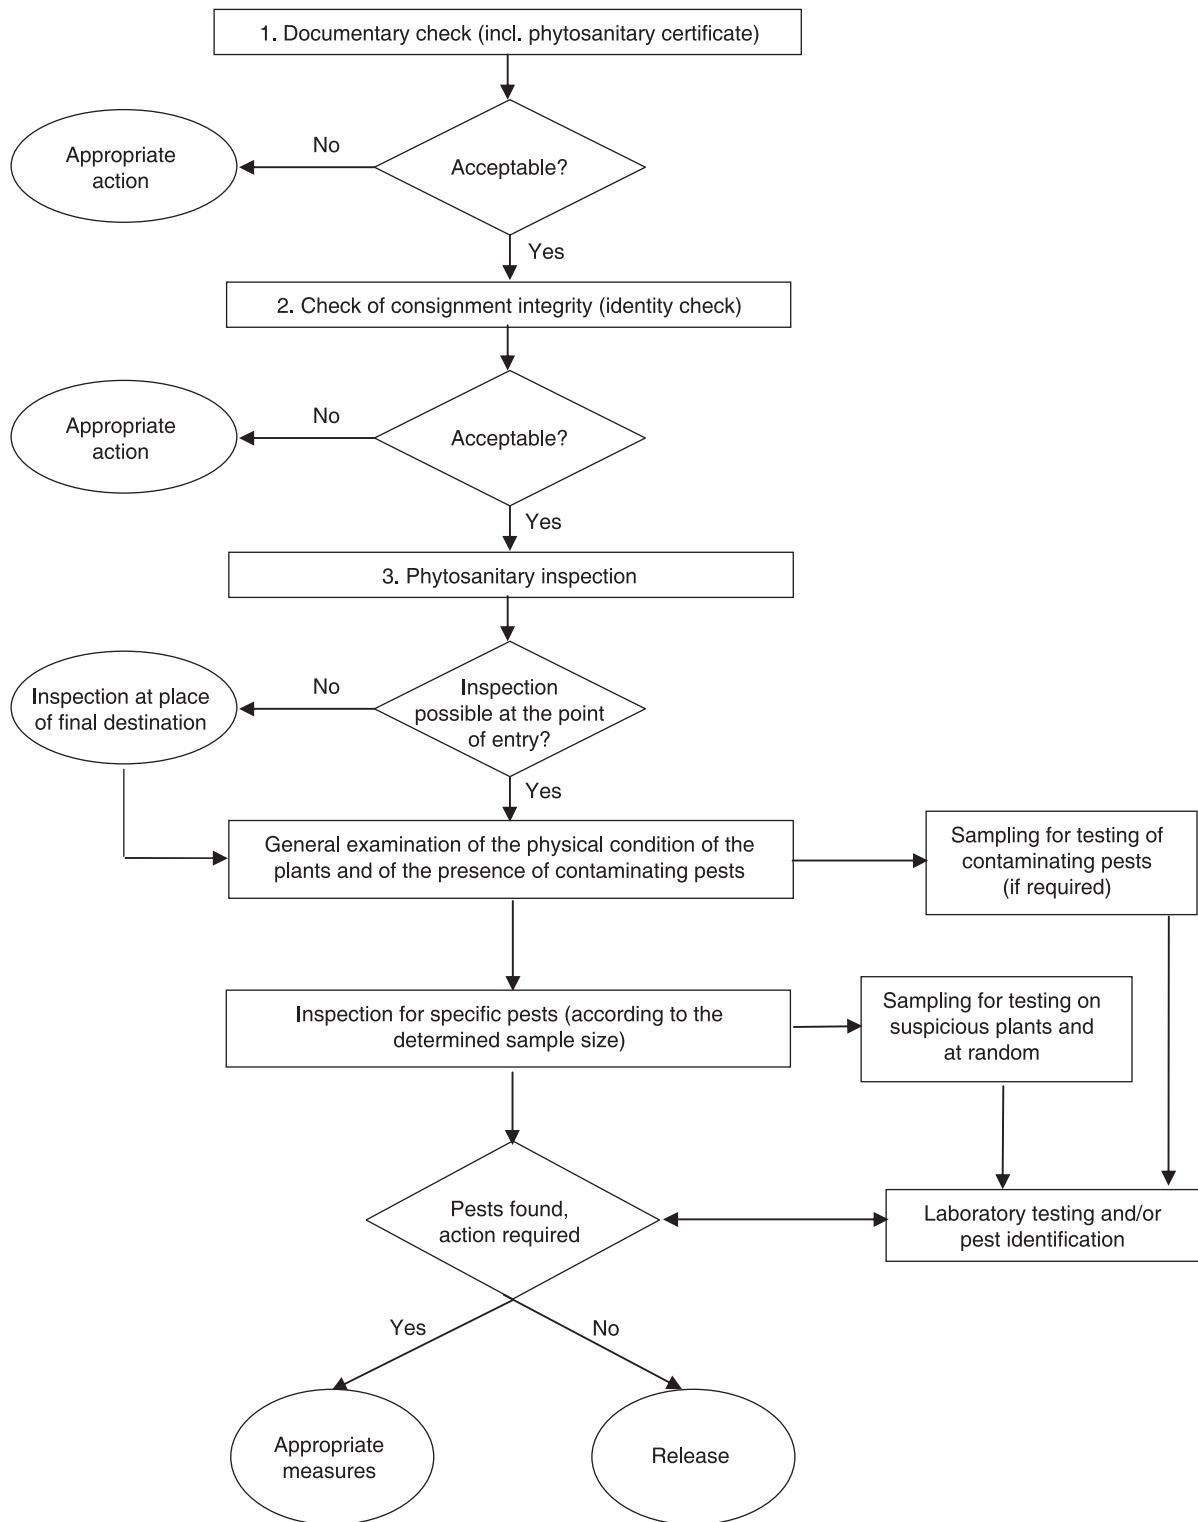 1. Documentary check (incl. phytosanitary certificate)
No
Appropriate
action
Acceptable?
Yes
2. Check of consignment integrity (identity check)
No
Appropriate
action
Acceptable?
Yes
3. Phytosanitary inspection
Inspection at place
of final destination
No
Inspection
possible at the point
of entry?
Yes
General examination of the physical condition of the
plants and of the presence of contaminating pests
Sampling for testing of
contaminating pests
(if required)
Inspection for specific pests (according to the
determined sample size)
Sampling for testing on
suspicious plants and
at random
Pests found,
action required
Laboratory testing and/or
pest identification
Yes
No
Appropriate
measures
Release